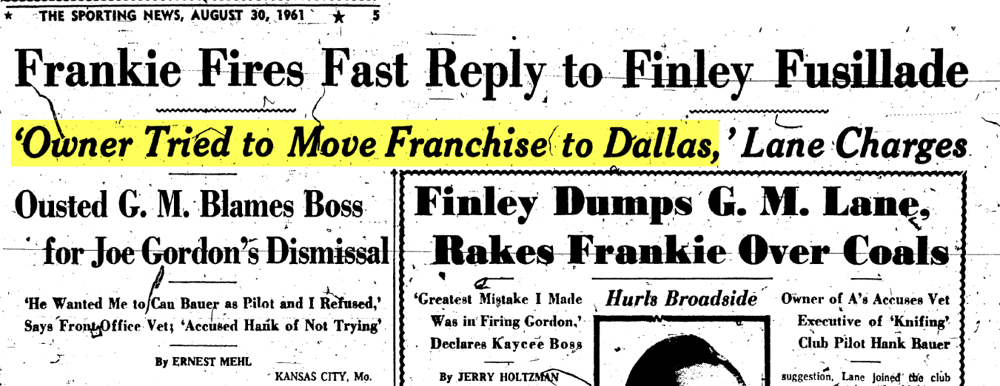 ★ THE SPORTING NEWS, AUGUST 30, 1961 ★ 5
Frankie Fires Fast Reply to Finley Fusillade
'Owner Tried to Move Franchise to Dallas,' Lane Charges
Ousted G. M. Blames Boss
for Joe Gordon's Dismissal
'He Wanted Me to Can Bauer as Pilot and I Refused,'
Says Front-Office Vet; 'Accused Hank of Not Trying'
By ERNEST MEHL
KANSAS CITY, Mo.
Finley Dumps G. M. Lane,
Rakes Frankie Over Coals
'Greatest Mistake I Made
Was in Firing Gordon,'
Declares Kaycee Boss
By JEROME HOLTZMAN
Hurls Broadside
Owner of A's Accuses Vet
Executive of 'Knifing'
Club Pilot Hank Bauer
suggestion, Lane joined the club